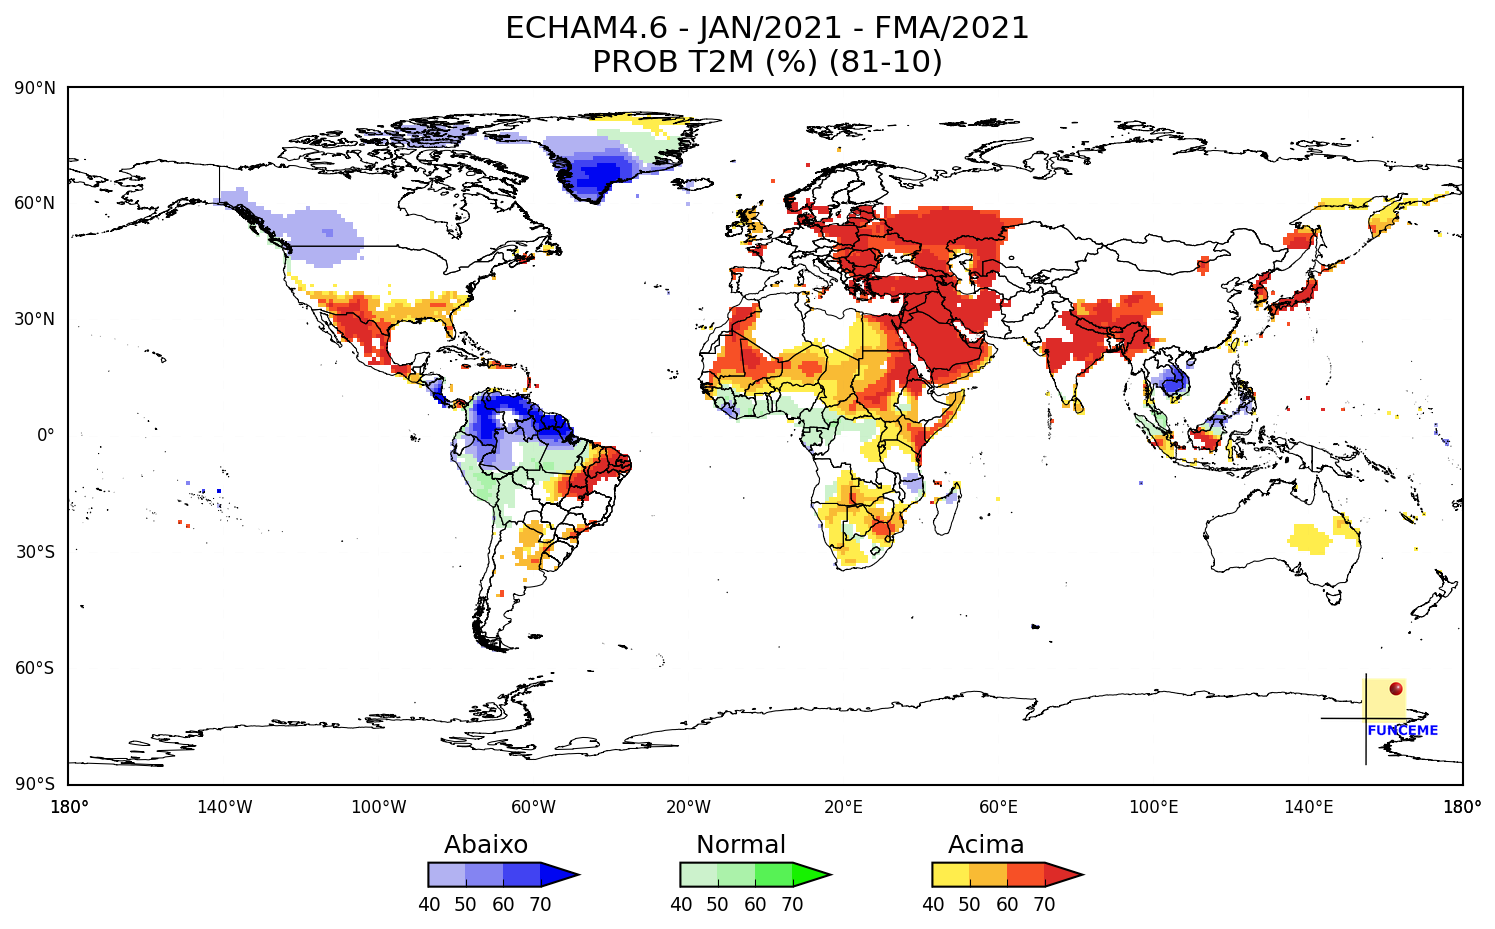 ECHAM4.6 - JAN/2021 - FMA/2021
PROB T2M (%) (81-10)
90°N
60°N
30°N
0°
30°S
60°S
90°S
FUNCEME
180° 140°W 100°W 60°W 20°W 20°E 60°E 100°E 140°E 180°
Abaixo Normal Acima
40 50 60 70 40 50 60 70 40 50 60 70